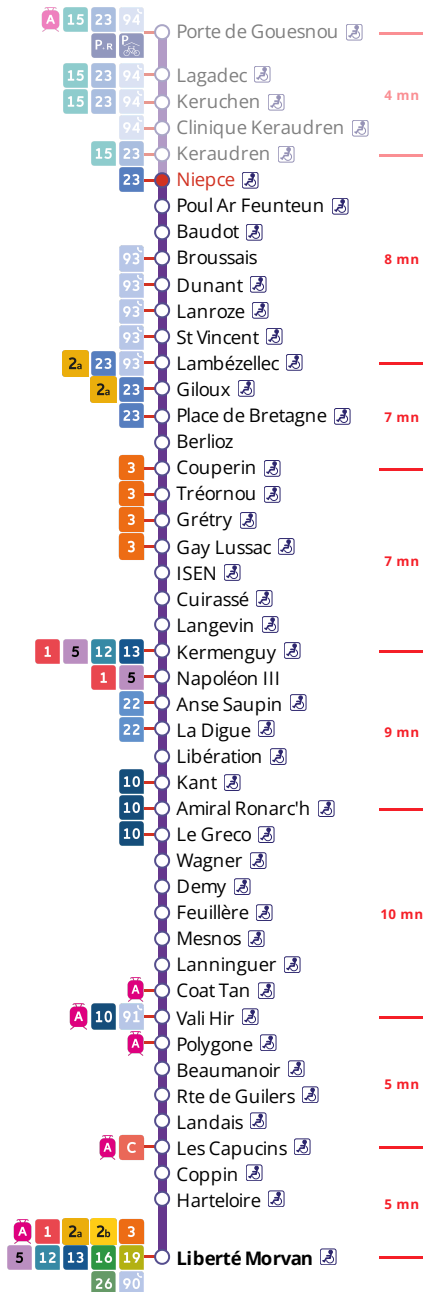 A 15 23 94
Porte de Gouesnou
P.R P
15 23 94 Lagadec
4 mn
15 23 94 Keruchen
94 Clinique Keraudren
15 23 Keraudren
23 Niepce
Poul Ar Feunteun
Baudot
93 Broussais
8 mn
93 Dunant
93 Lanroze
93 St Vincent
2a 23 93 Lambézellec
2a 23 Giloux
23 Place de Bretagne
7 mn
Berlioz
3 Couperin
3 Tréornou
3 Grétry
3 Gay Lussac
7 mn
ISEN
Cuirassé
Langevin
1 5 12 13 Kermenguy
1 5 Napoléon III
22 Anse Saupin
22 La Digue
9 mn
Libération
10 Kant
10 Amiral Ronarc'h
10 Le Greco
Wagner
Demy
Feuillère
10 mn
Mesnos
Lanninguer
A Coat Tan
A 10 91 Vali Hir
A Polygone
Beaumanoir
5 mn
Rte de Guilers
Landais
A C Les Capucins
Coppin
Harteloire
5 mn
A 1 2a 2b 3
5 12 13 16 19 Liberté Morvan
26 90